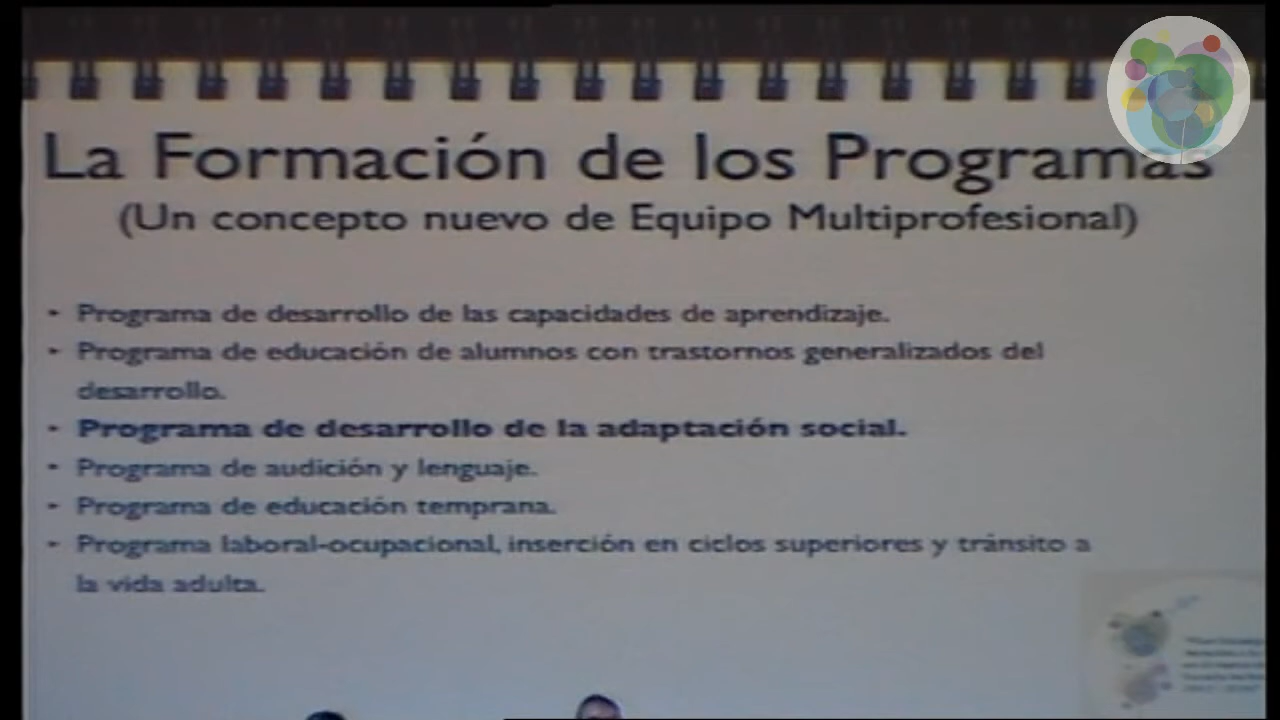 La Formación de los Programas
(Un concepto nuevo de Equipo Multiprofesional)
- Programa de desarrollo de las capacidades de aprendizaje.
- Programa de educación de alumnos con trastornos generalizados del
desarrollo.
- Programa de desarrollo de la adaptación social.
- Programa de audición y lenguaje.
- Programa de educación temprana.
- Programa laboral-ocupacional, inserción en ciclos superiores y tránsito a
la vida adulta.